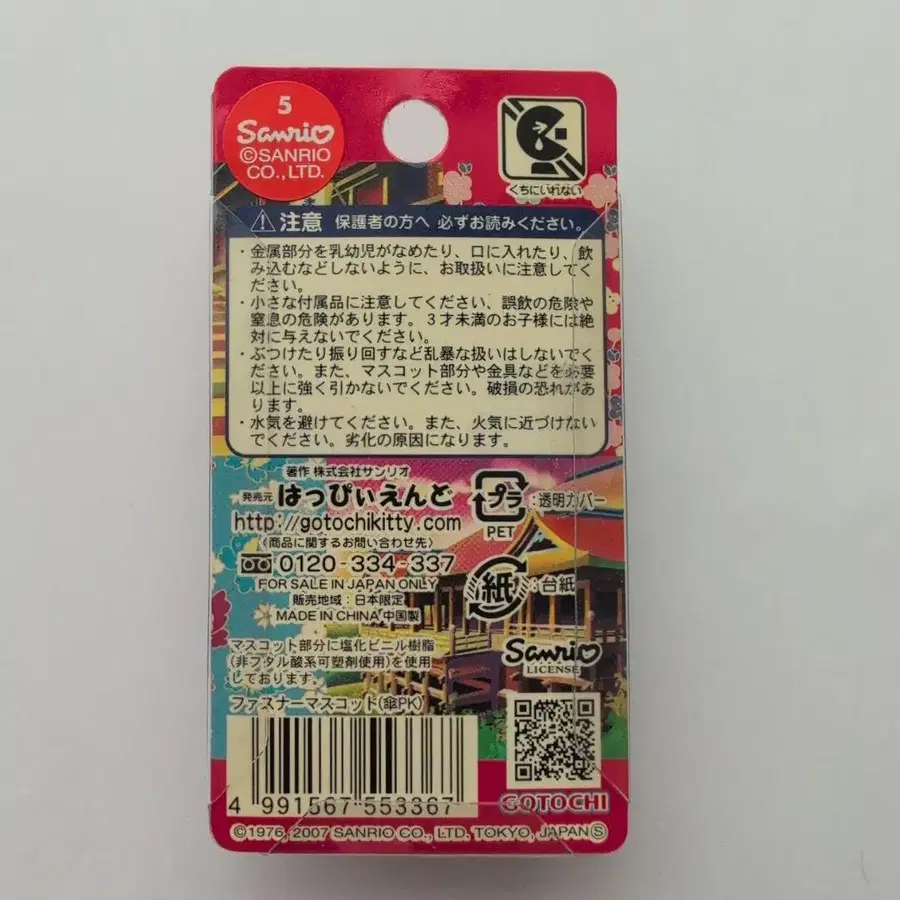 5
Sanrio
©SANRIO
CO.,LTD.
くちにいれない
⚠注意 保護者の方へ 必ずお読みください。
・金属部分を乳幼児がなめたり、口に入れたり、飲
み込むなどしないように、お取扱いに注意してく
ださい。
・小さな付属品に注意してください、誤飲の危険や
窒息の危険があります。3才未満のお子様には絶
対に与えないでください。
・ぶつけたり振り回すなど乱暴な扱いはしないでく
ださい。また、マスコット部分や金具などを必要
以上に強く引かないでください。破損の恐れがあ
ります。
・水気を避けてください。また、火気に近づけない
でください。劣化の原因になります。
著作 株式会社サンリオ
発売元 はっぴぃえんど
http://gotochikitty.com
〈商品に関するお問い合わせ先〉
0120-334-337
FOR SALE IN JAPAN ONLY
販売地域：日本限定
MADE IN CHINA 中国製
プラ：透明カバー
PET
紙：台紙
Sanrio
LICENSE
マスコット部分に塩化ビニル樹脂
(非フタル酸系可塑剤使用)を使用
しております。
ファスナーマスコット(傘PK)
4 991567 553367
GOTOCHI
©1976, 2007 SANRIO CO., LTD. TOKYO, JAPAN Ⓢ